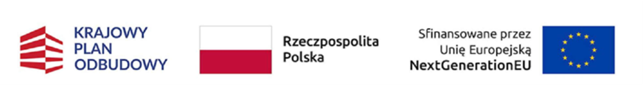 KRAJOWY
PLAN
ODBUDOWY
Rzeczpospolita
Polska
Sfinansowane przez
Unię Europejską
NextGenerationEU